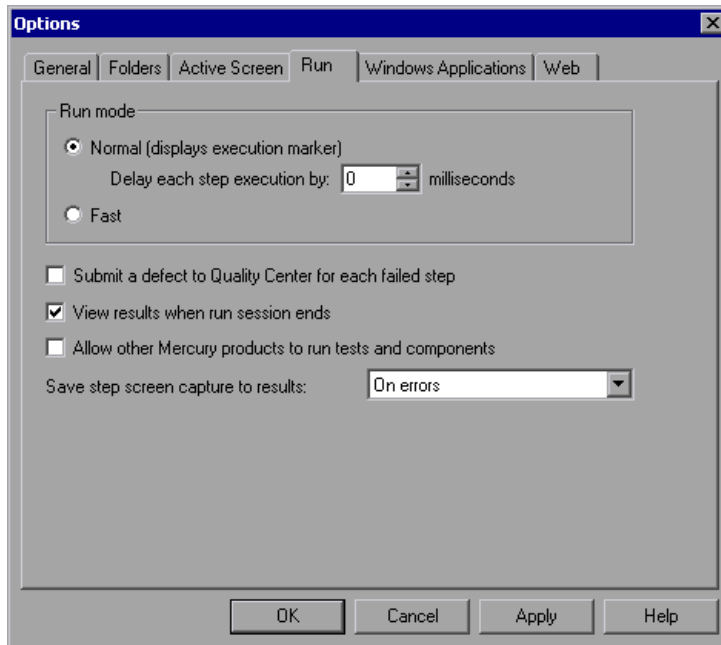 Options
General Folders Active Screen Run Windows Applications Web
Run mode
Normal (displays execution marker)
Delay each step execution by: 0 milliseconds
Fast
Submit a defect to Quality Center for each failed step
View results when run session ends
Allow other Mercury products to run tests and components
Save step screen capture to results: On errors
OK Cancel Apply Help